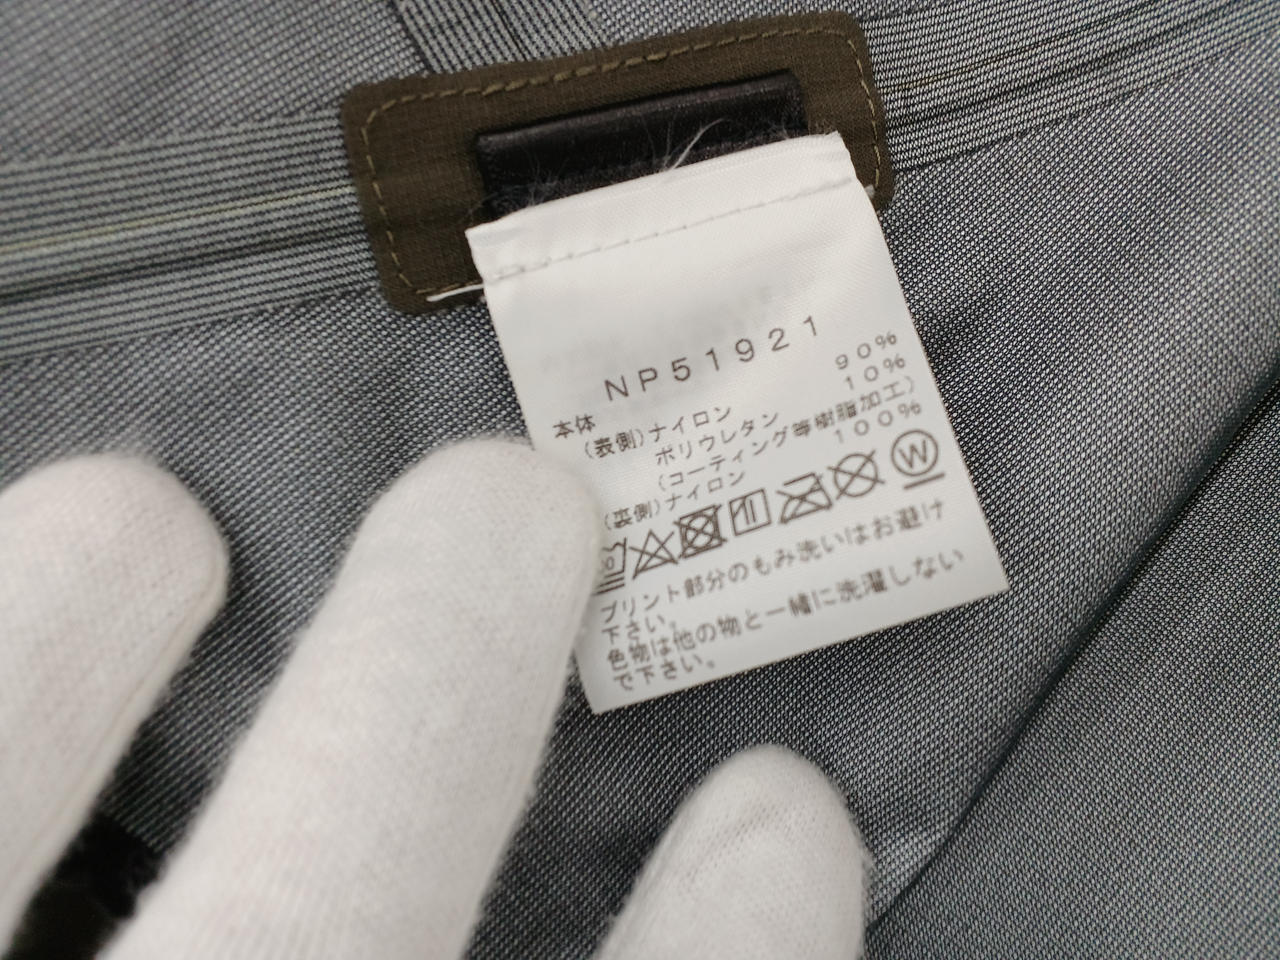 NP51921
本体
(表側)ナイロン 90%
ポリウレタン 10%
(コーティング等樹脂加工)
(裏側)ナイロン 100%
W
プリント部分のもみ洗いはお避け
下さい。
色物は他の物と一緒に洗濯しない
で下さい。